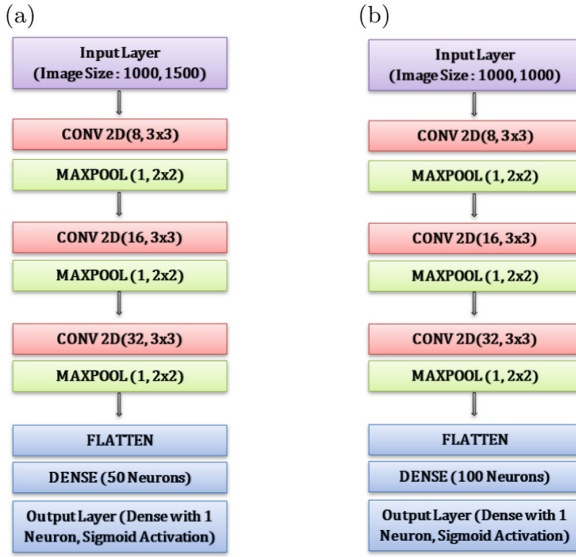 (a)
Input Layer
(Image Size : 1000, 1500)
CONV 2D(8, 3x3)
MAXPOOL (1, 2x2)
CONV 2D(16, 3x3)
MAXPOOL (1, 2x2)
CONV 2D(32, 3x3)
MAXPOOL (1, 2x2)
FLATTEN
DENSE (50 Neurons)
Output Layer (Dense with 1
Neuron, Sigmoid Activation)
(b)
Input Layer
(Image Size : 1000, 1000)
CONV 2D(8, 3x3)
MAXPOOL (1, 2x2)
CONV 2D(16, 3x3)
MAXPOOL (1, 2x2)
CONV 2D(32, 3x3)
MAXPOOL (1, 2x2)
FLATTEN
DENSE (100 Neurons)
Output Layer (Dense with 1
Neuron, Sigmoid Activation)